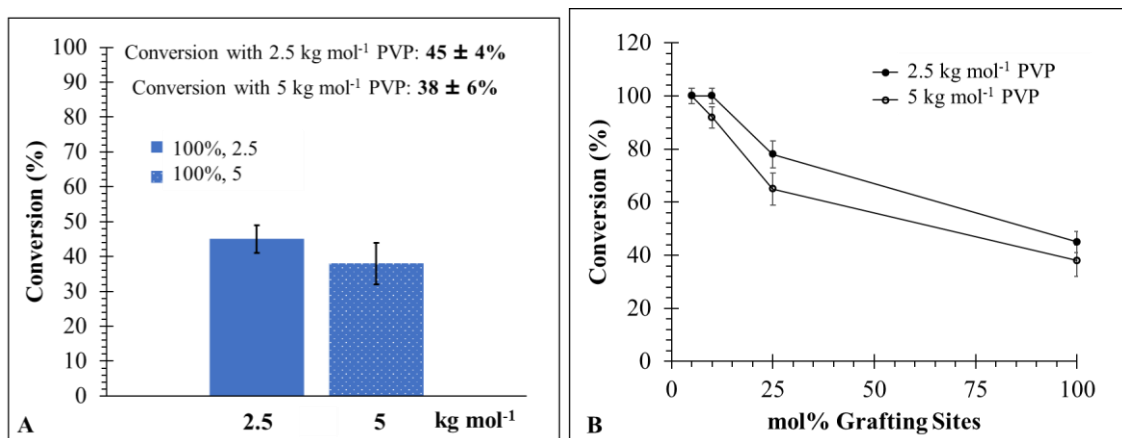 Conversion with 2.5 kg mol⁻¹ PVP: 45 ± 4%
Conversion with 5 kg mol⁻¹ PVP: 38 ± 6%
100%, 2.5
100%, 5
Conversion (%)
100
90
80
70
60
50
40
30
20
10
0
2.5 5 kg mol⁻¹
A
2.5 kg mol⁻¹ PVP
5 kg mol⁻¹ PVP
Conversion (%)
120
100
80
60
40
20
0
0 25 50 75 100
mol% Grafting Sites
B